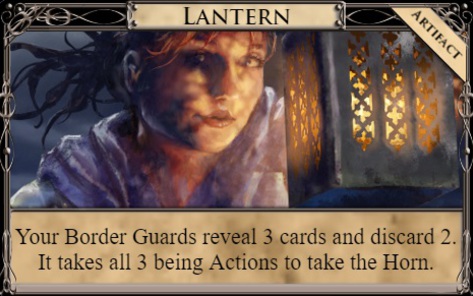 LANTERN
ARTIFACT
Your Border Guards reveal 3 cards and discard 2.
It takes all 3 being Actions to take the Horn.